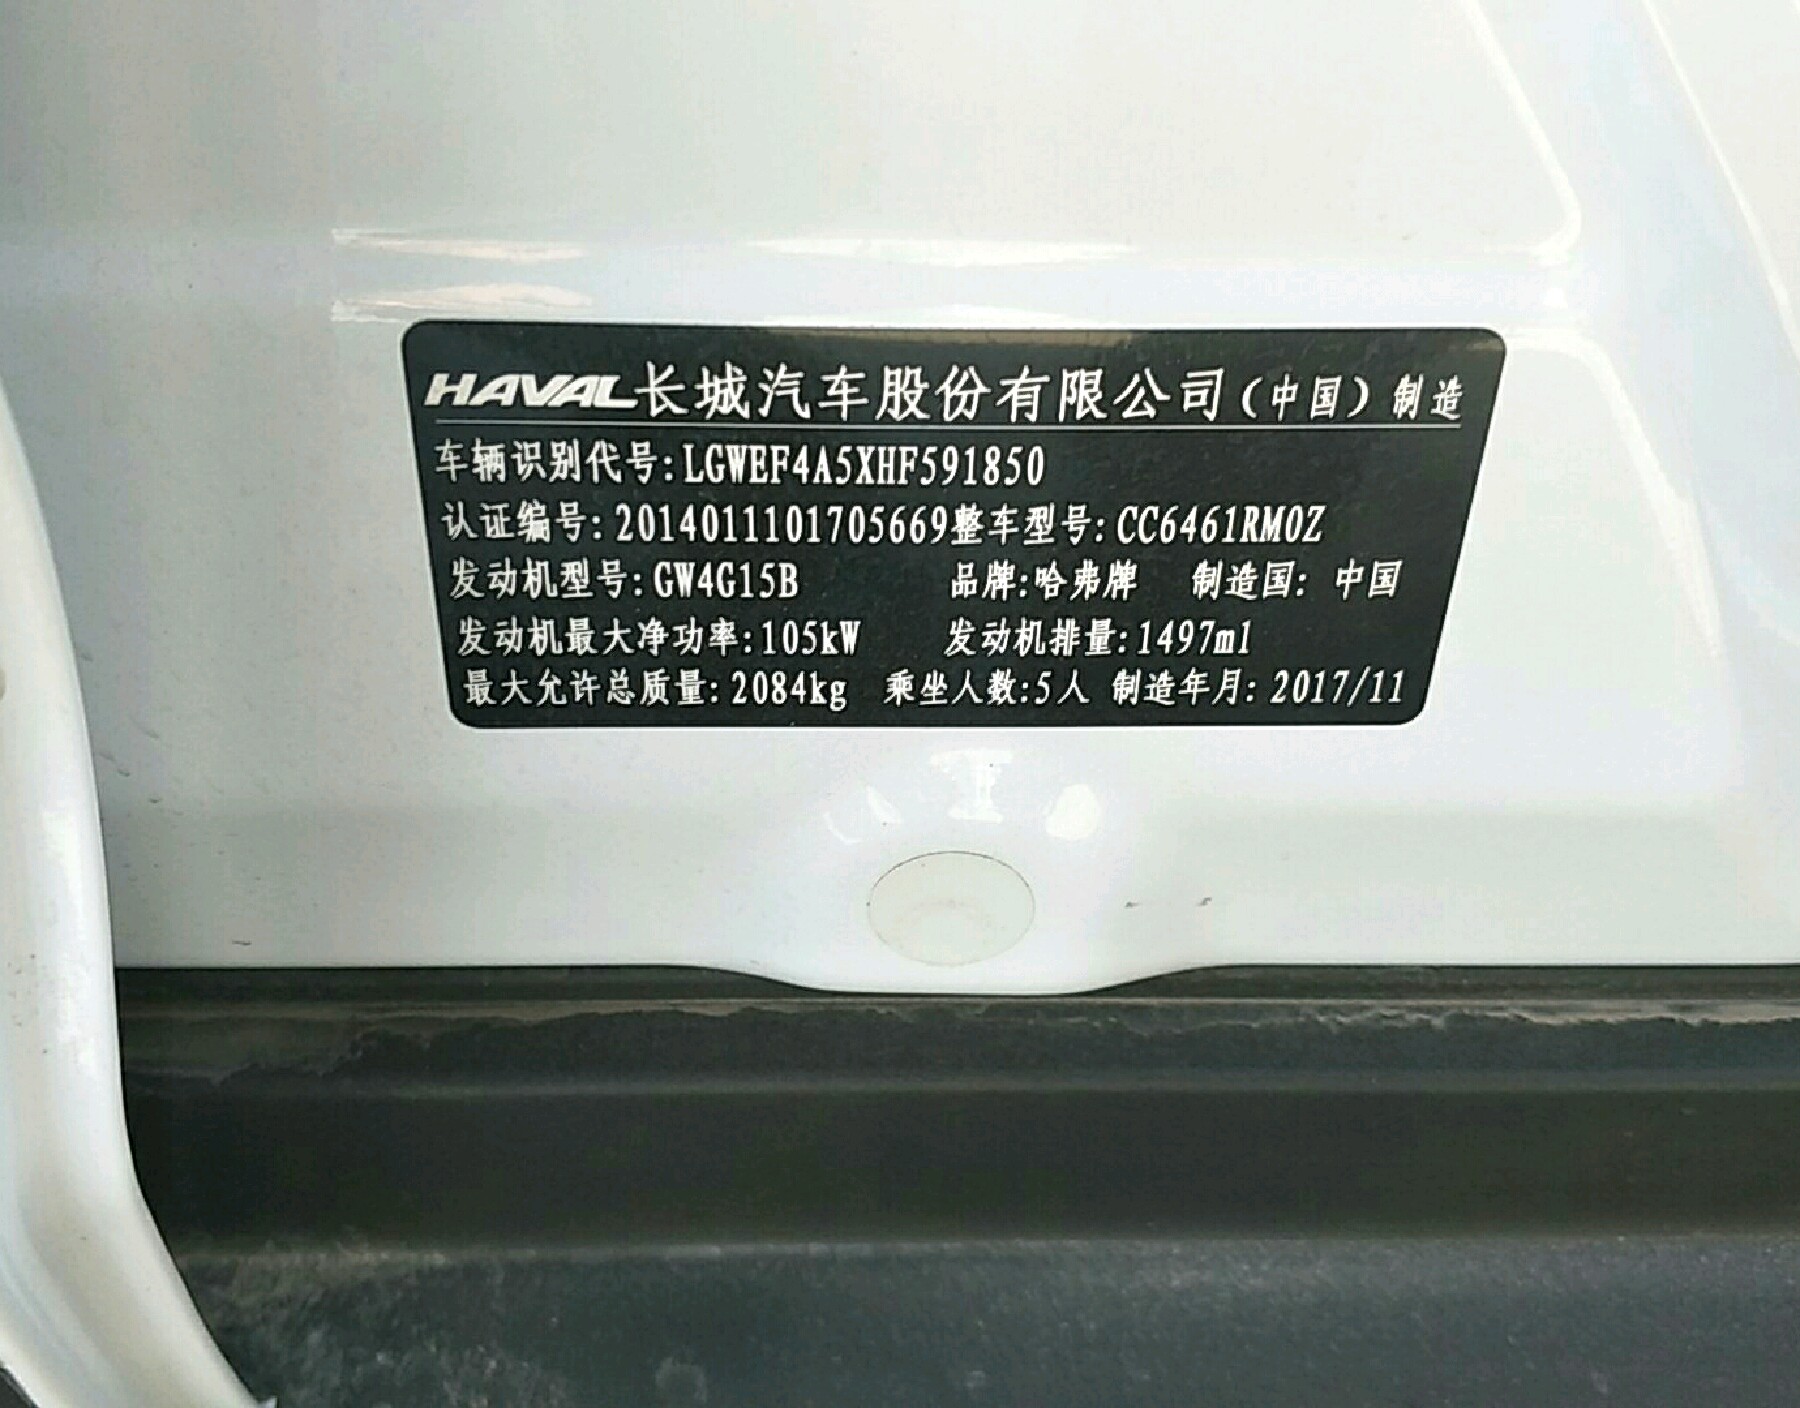 HAVAL长城汽车股份有限公司(中国)制造
车辆识别代号:LGWEF4A5XHF591850
认证编号:2014011101705669整车型号:CC6461RM0Z
发动机型号:GW4G15B 品牌:哈弗牌 制造国:中国
发动机最大净功率:105kW 发动机排量:1497ml
最大允许总质量:2084kg 乘坐人数:5人 制造年月:2017/11